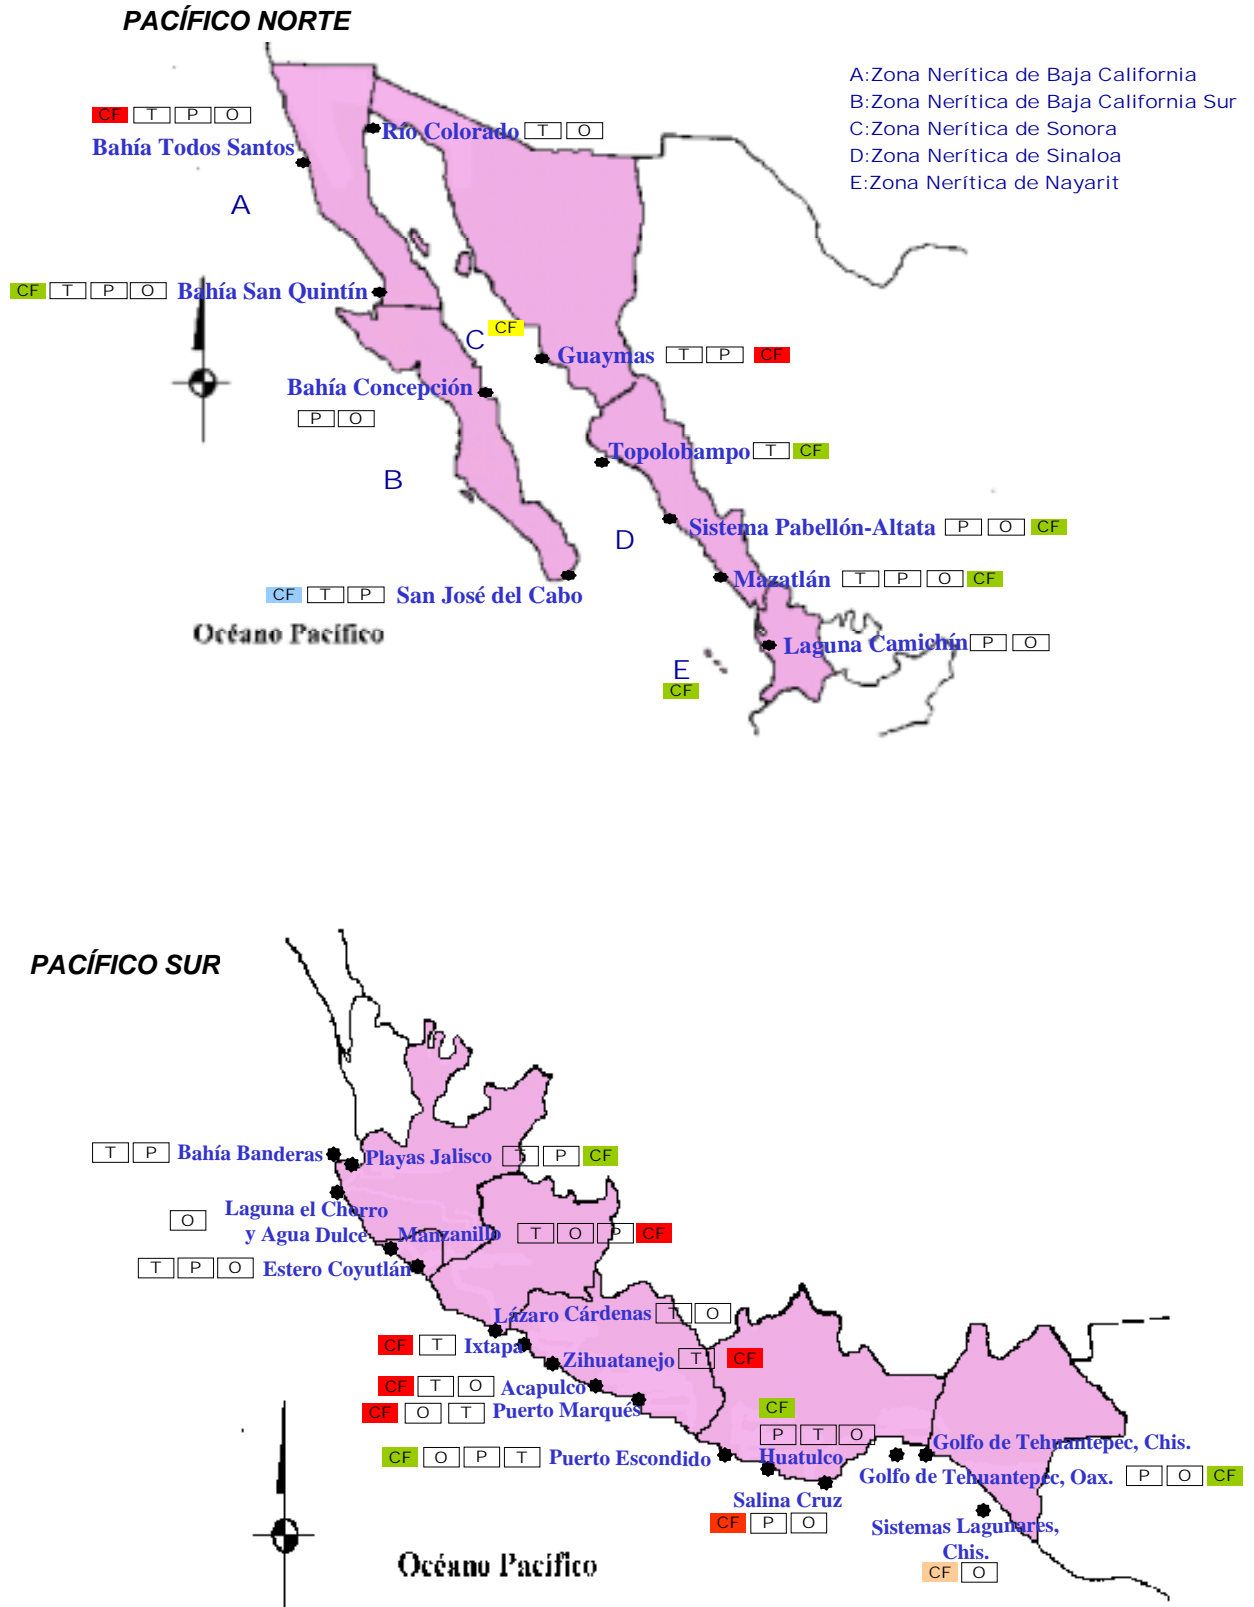 PACÍFICO NORTE
A:Zona Nerítica de Baja California
B:Zona Nerítica de Baja California Sur
C:Zona Nerítica de Sonora
D:Zona Nerítica de Sinaloa
E:Zona Nerítica de Nayarit
CF T P O
Bahía Todos Santos
Río Colorado T O
A
CF T P O Bahía San Quintín
C CF
Guaymas T P CF
Bahía Concepción
P O
Topolobampo T CF
B
Sistema Pabellón-Altata P O CF
D
Mazatlán T P O CF
CF T P San José del Cabo
Océano Pacífico
Laguna Camichín P O
E
CF
PACÍFICO SUR
T P Bahía Banderas
Playas Jalisco T P CF
O Laguna el Chorro
y Agua Dulce
Manzanillo T O P CF
T P O Estero Coyutlán
Lázaro Cárdenas T O
CF T Ixtapa
Zihuatanejo T CF
CF T O Acapulco
CF O T Puerto Marqués
CF
P T O
Huatulco
CF O P T Puerto Escondido
Golfo de Tehuantepec, Chis.
Golfo de Tehuantepec, Oax. P O CF
Salina Cruz
CF P O
Sistemas Lagunares,
Chis.
CF O
Océano Pacífico